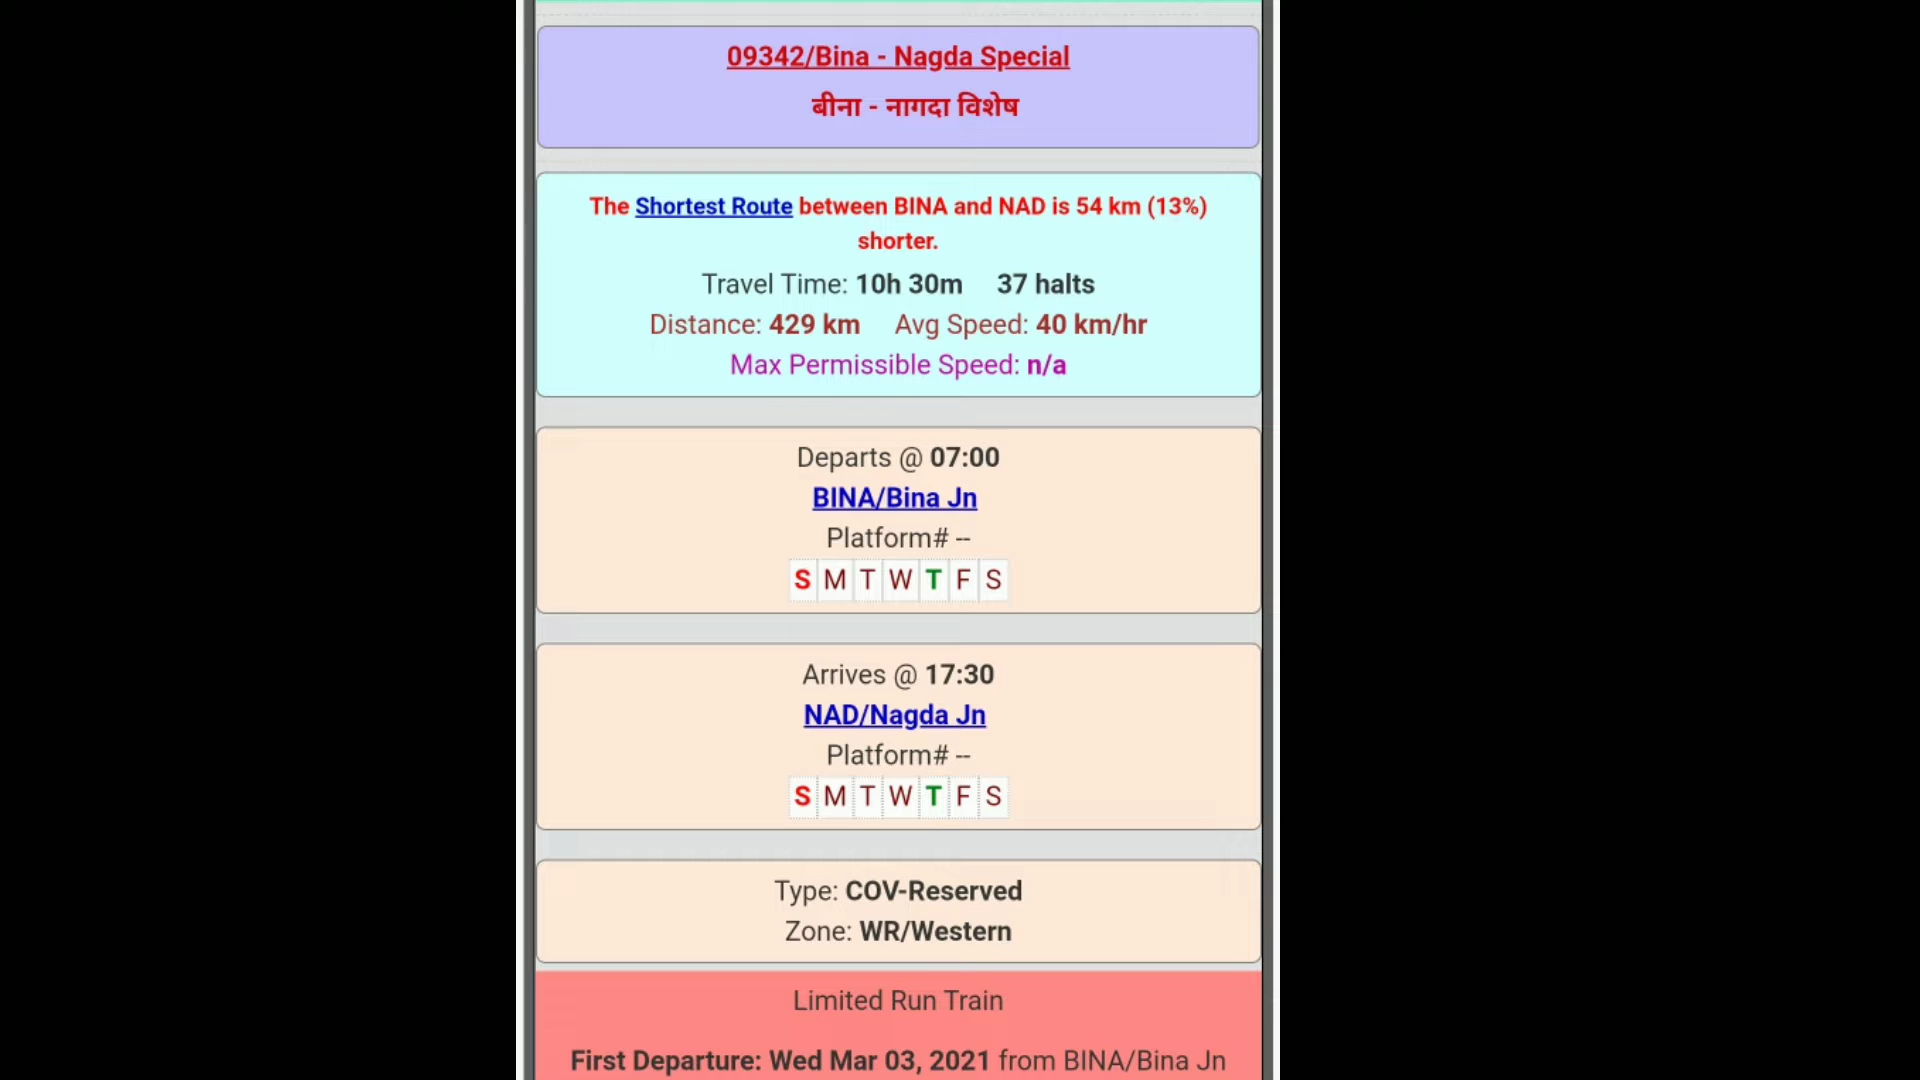 09342/Bina - Nagda Special
बीना - नागदा विशेष
The Shortest Route between BINA and NAD is 54 km (13%)
shorter.
Travel Time: 10h 30m 37 halts
Distance: 429 km Avg Speed: 40 km/hr
Max Permissible Speed: n/a
Departs @ 07:00
BINA/Bina Jn
Platform# --
S M T W T F S
Arrives @ 17:30
NAD/Nagda Jn
Platform# --
S M T W T F S
Type: COV-Reserved
Zone: WR/Western
Limited Run Train
First Departure: Wed Mar 03, 2021 from BINA/Bina Jn